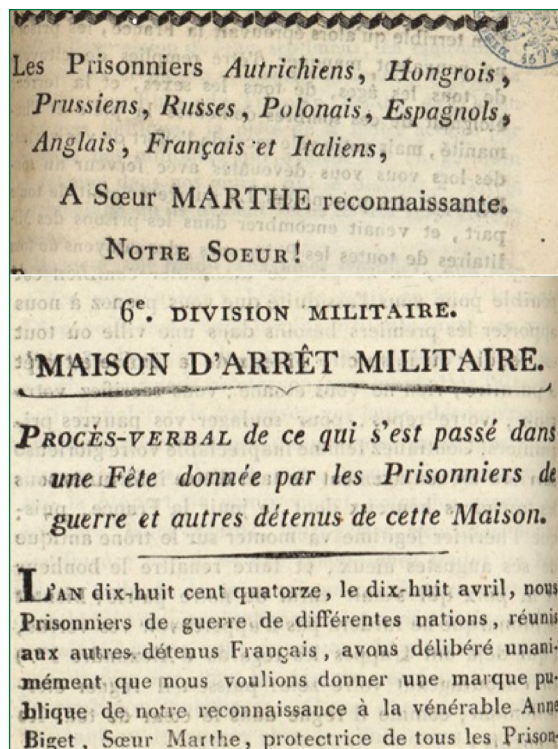 Les Prisonniers Autrichiens, Hongrois,
Prussiens, Russes, Polonais, Espagnols,
Anglais, Français et Italiens,
A Sœur MARTHE reconnaissante.
NOTRE SOEUR!
6e. DIVISION MILITAIRE.
MAISON D'ARRÊT MILITAIRE.
PROCÈS-VERBAL de ce qui s'est passé dans
une Fête donnée par les Prisonniers de
guerre et autres détenus de cette Maison.
L'AN dix-huit cent quatorze, le dix-huit avril, nous
Prisonniers de guerre de différentes nations, réunis
aux autres détenus Français, avons délibéré unani-
mément que nous voulions donner une marque pu-
blique de notre reconnaissance à la vénérable Anne
Biget, Sœur Marthe, protectrice de tous les Prison